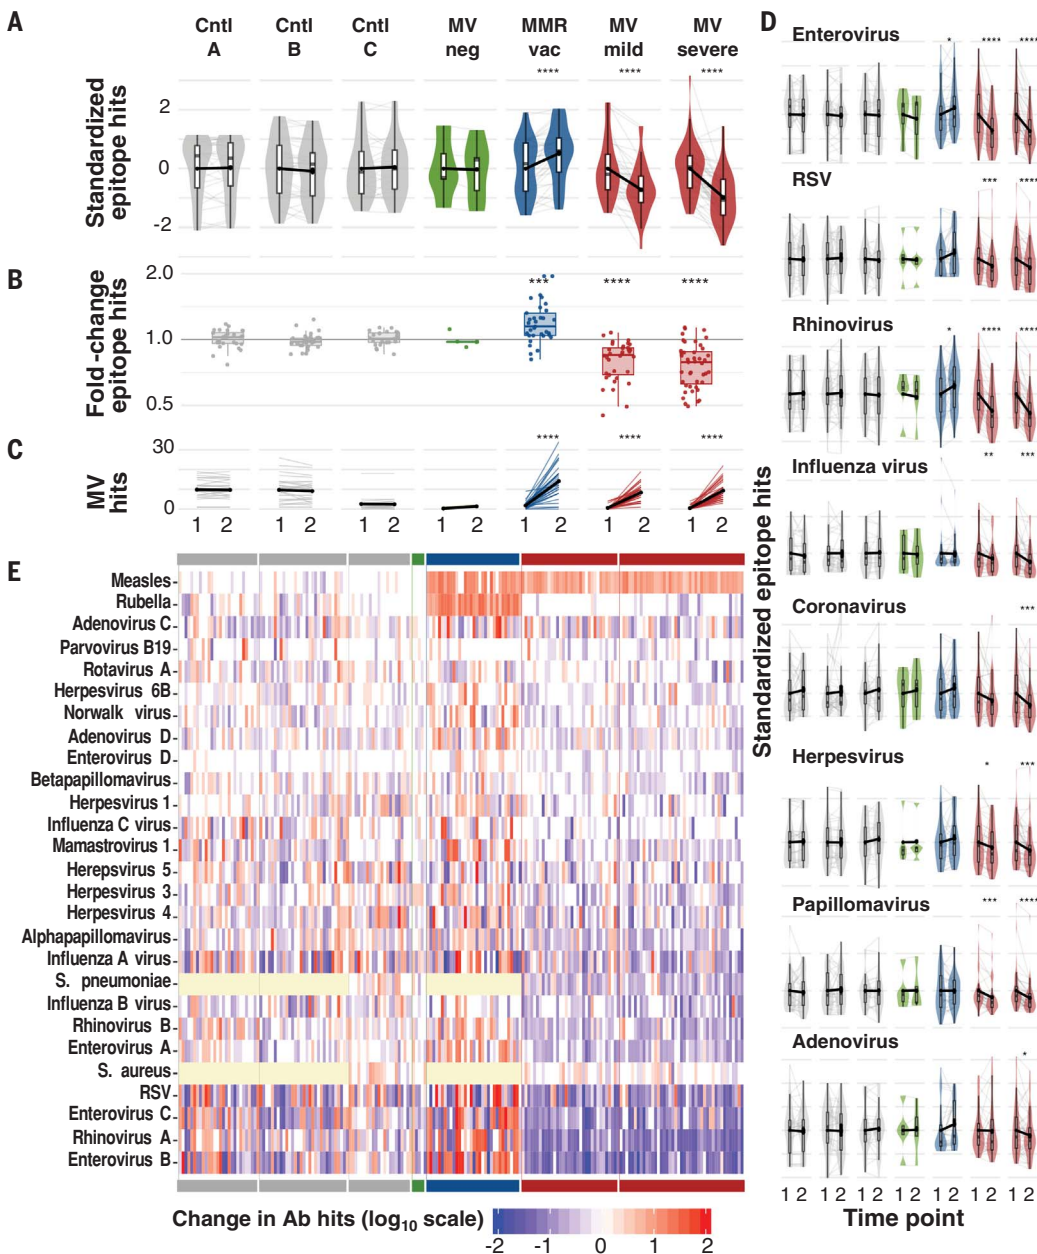 A
Cntl A
Cntl B
Cntl C
MV neg
MMR vac
MV mild
MV severe
**** **** ****
Standardized epitope hits
2
0
-2
B
Fold-change epitope hits
2.0
1.0
0.5
*** **** ****
C
MV hits
30
0
**** **** ****
1 2 1 2 1 2 1 2 1 2 1 2 1 2
E
Measles
Rubella
Adenovirus C
Parvovirus B19
Rotavirus A
Herpesvirus 6B
Norwalk virus
Adenovirus D
Enterovirus D
Betapapillomavirus
Herpesvirus 1
Influenza C virus
Mamastrovirus 1
Herepsvirus 5
Herpesvirus 3
Herpesvirus 4
Alphapapillomavirus
Influenza A virus
S. pneumoniae
Influenza B virus
Rhinovirus B
Enterovirus A
S. aureus
RSV
Enterovirus C
Rhinovirus A
Enterovirus B
Change in Ab hits (log10 scale)
-2 -1 0 1 2
D
Standardized epitope hits
Enterovirus
* **** ****
RSV
*** ****
Rhinovirus
* **** ****
Influenza virus
** ***
Coronavirus
***
Herpesvirus
* ***
Papillomavirus
*** ****
Adenovirus
*
1 2 1 2 1 2 1 2 1 2 1 2 1 2
Time point